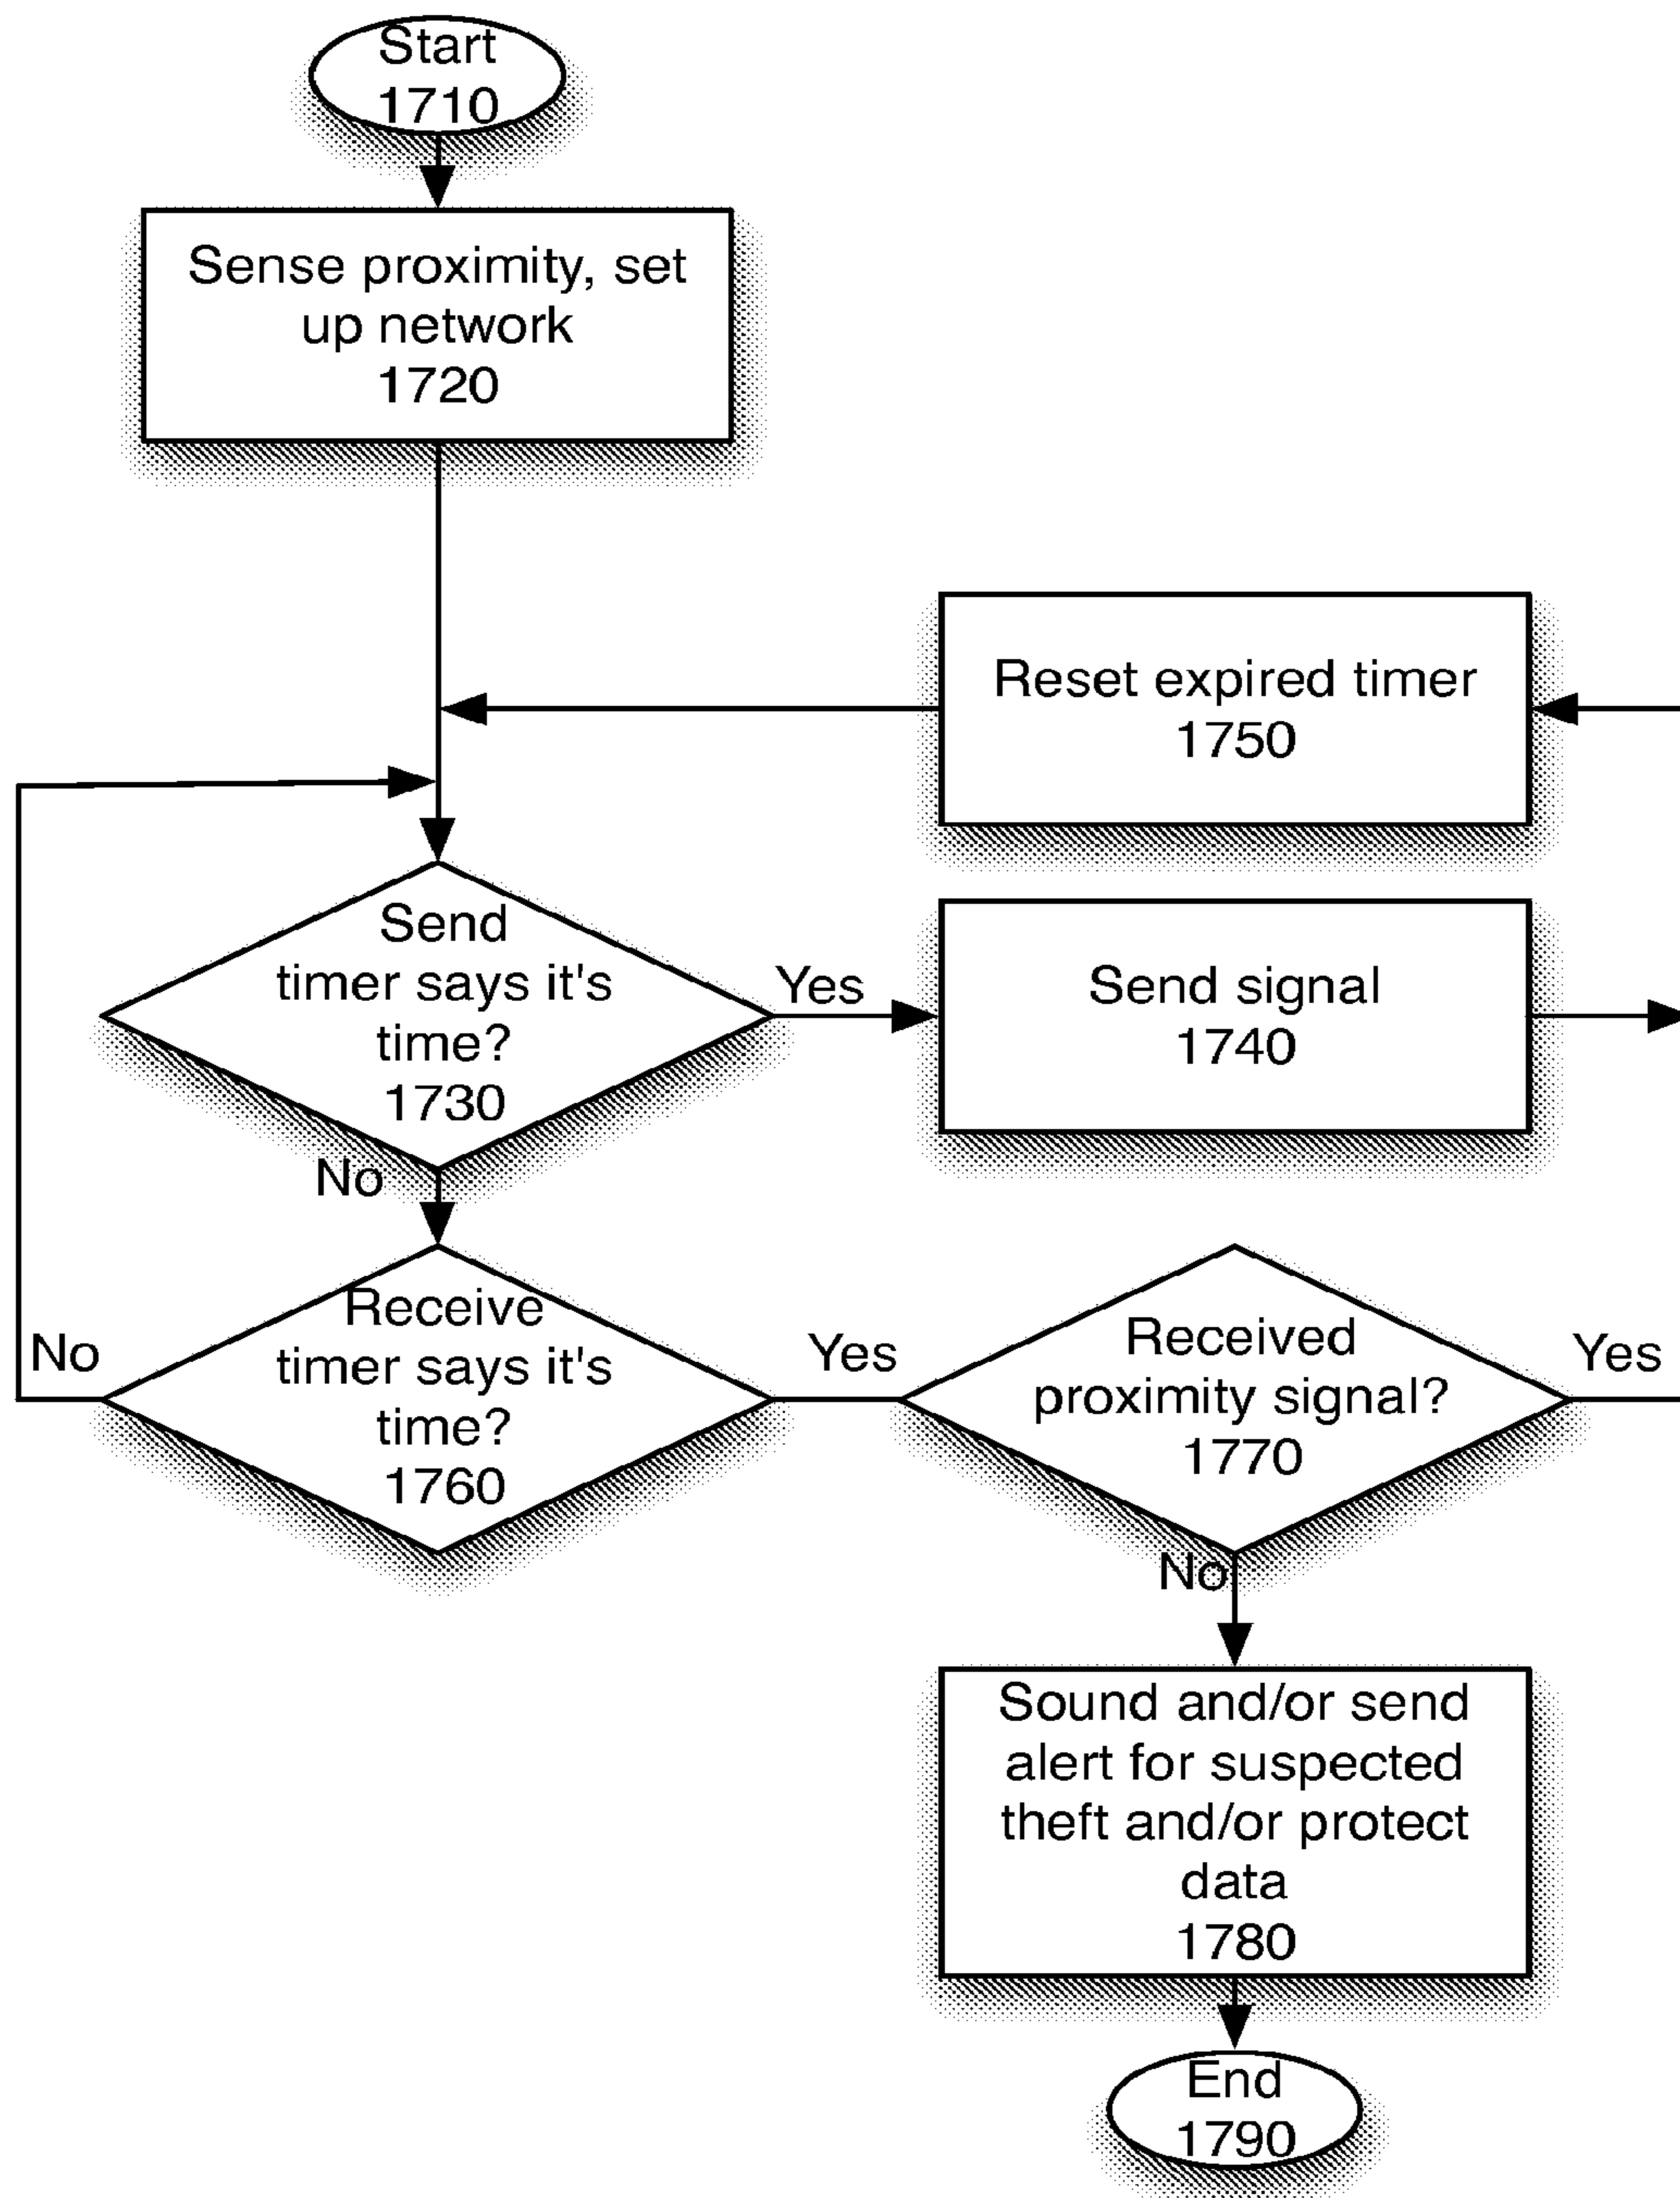 Start
1710
Sense proximity, set
up network
1720
Reset expired timer
1750
Send
timer says it's
time?
1730
Yes
Send signal
1740
No
Receive
timer says it's
time?
1760
No
Yes
Received
proximity signal?
1770
Yes
No
Sound and/or send
alert for suspected
theft and/or protect
data
1780
End
1790